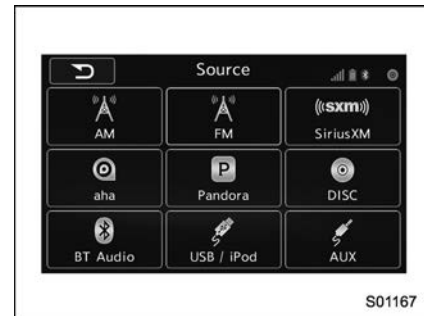 Source
AM
FM
((sxm))
SiriusXM
aha
P
Pandora
DISC
BT Audio
USB / iPod
AUX
S01167